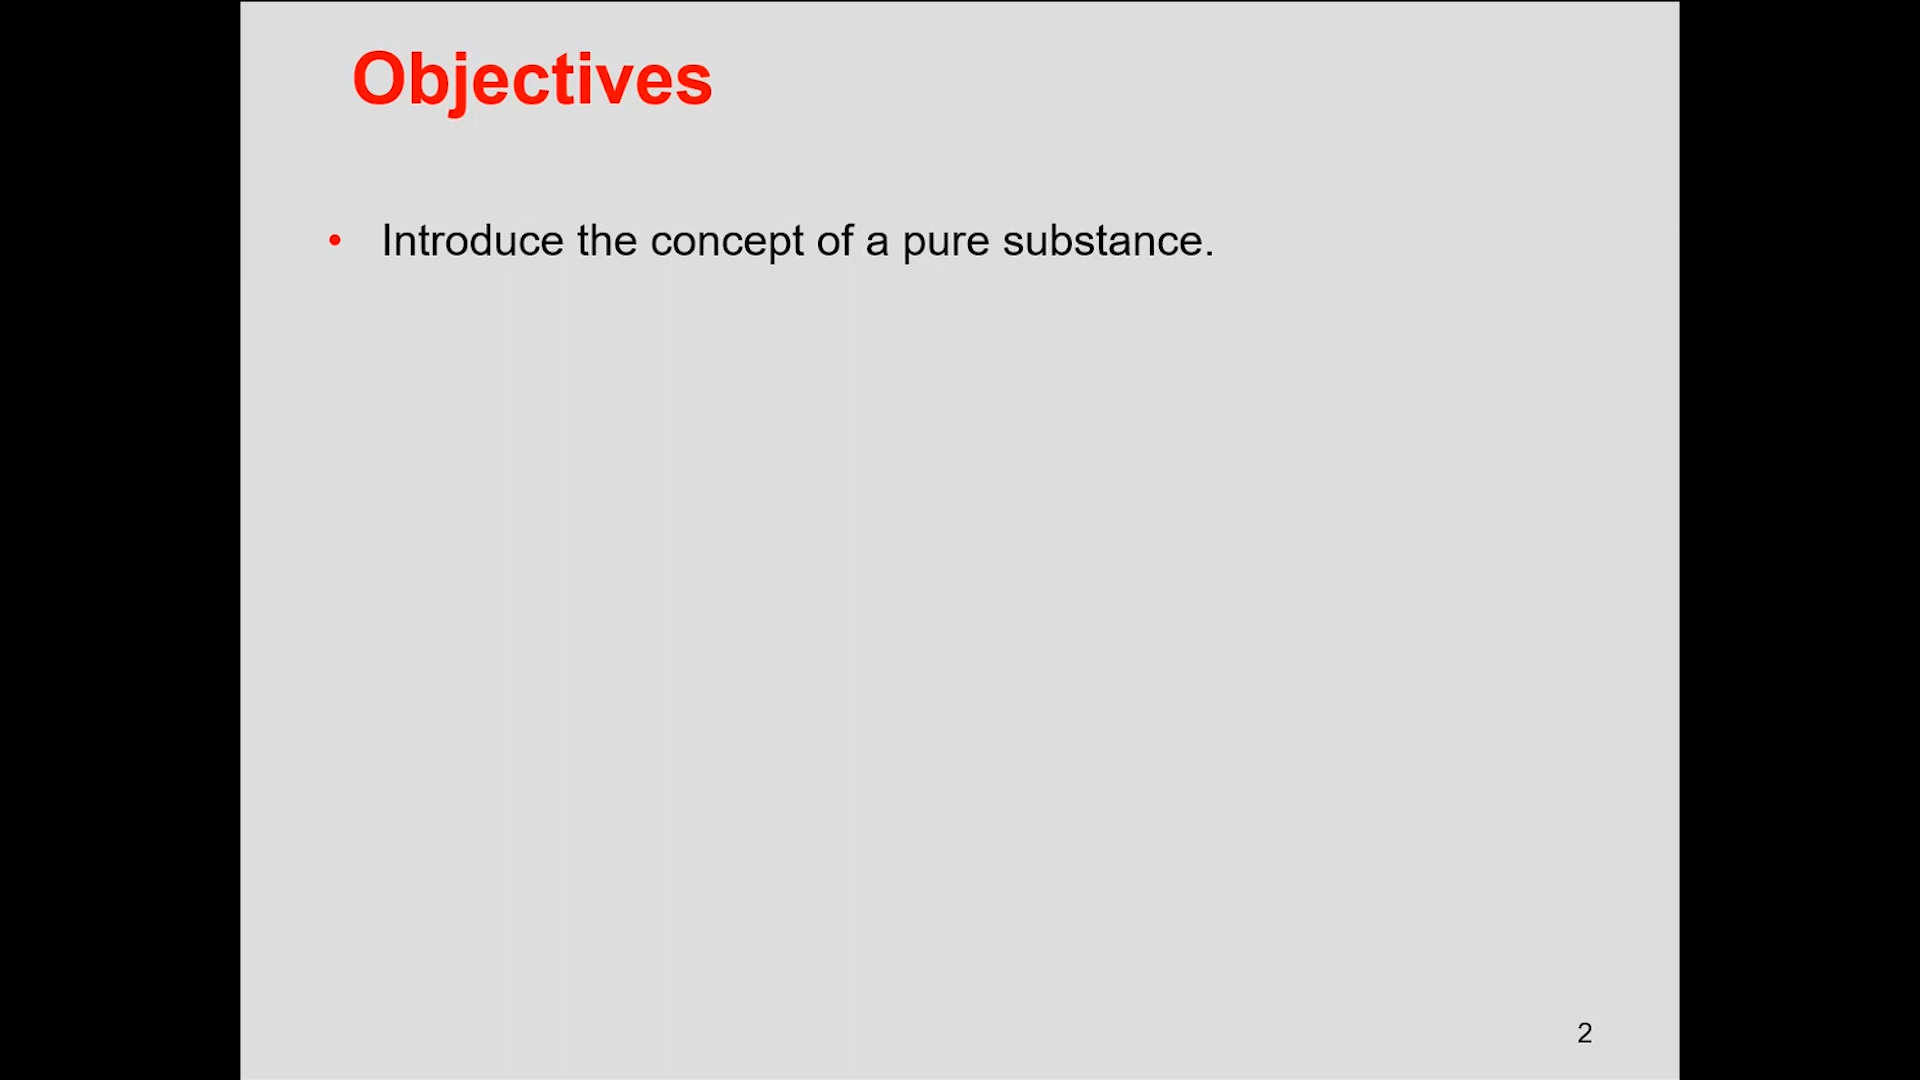 Objectives
• Introduce the concept of a pure substance.
2